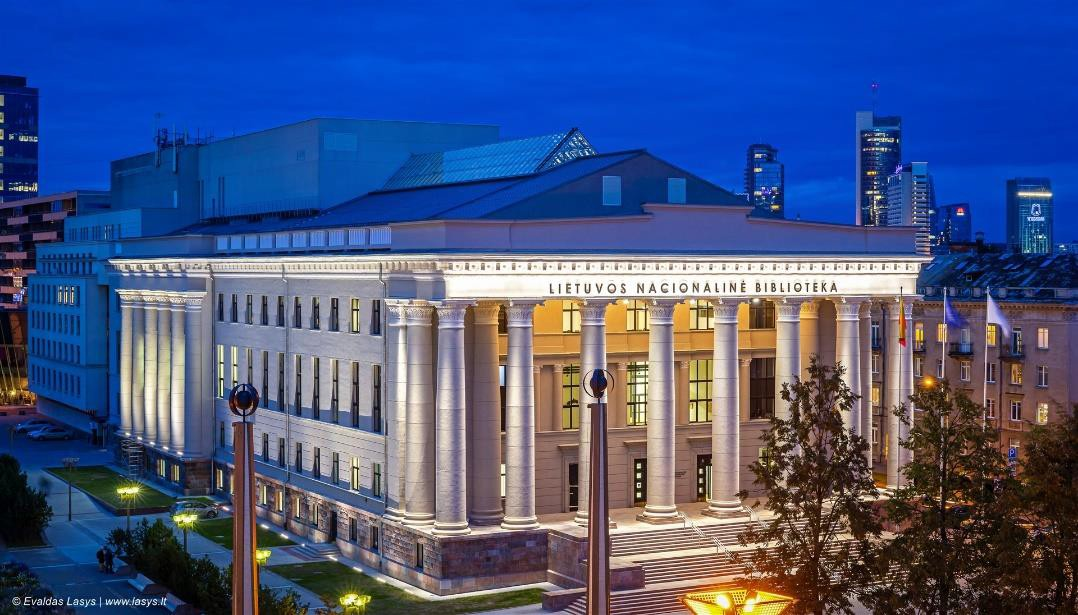 LIETUVOS NACIONALINĖ BIBLIOTEKA
© Evaldas Lasys | www.lasys.lt